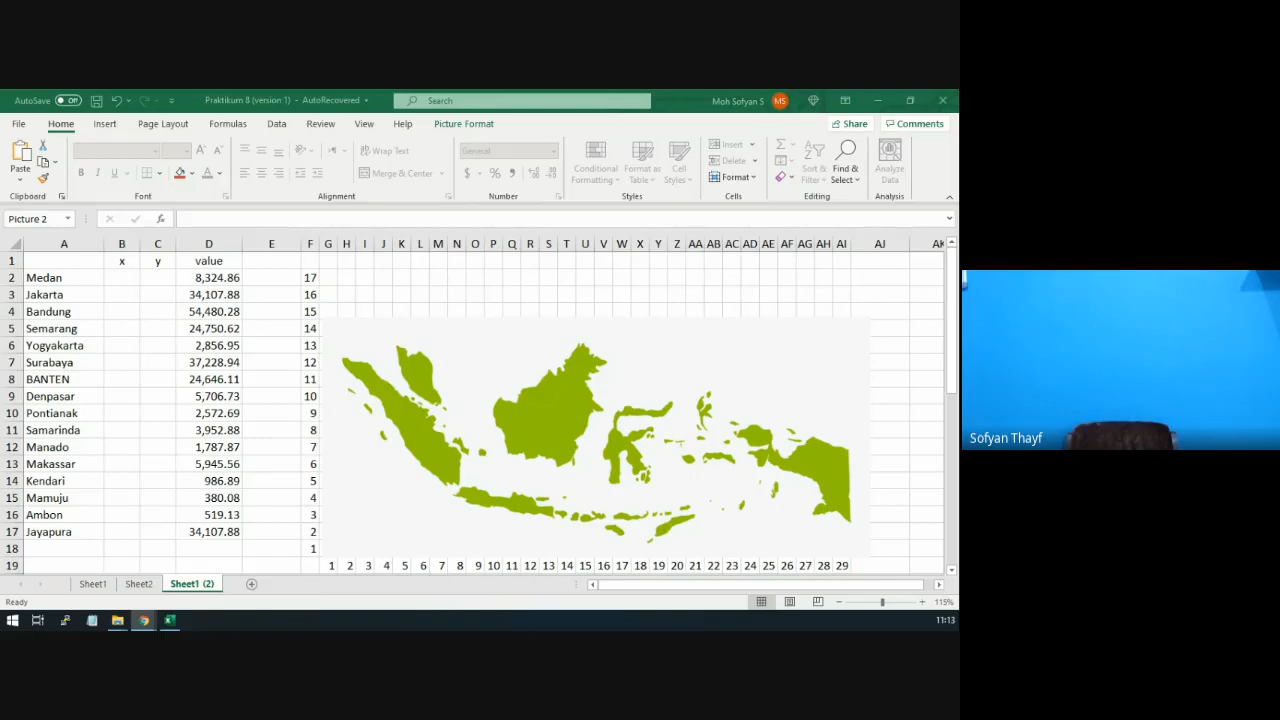 AutoSave Off Praktikum 8 (version 1) - AutoRecovered Search Moh Sofyan S MS
File Home Insert Page Layout Formulas Data Review View Help Picture Format Share Comments
Paste Wrap Text General Conditional Formatting Format as Table Cell Styles Insert Delete Format Sort & Filter Find & Select Analyze Data
Merge & Center
Clipboard Font Alignment Number Styles Cells Editing Analysis
Picture 2 fx
A B C D E F G H I J K L M N O P Q R S T U V W X Y Z AA AB AC AD AE AF AG AH AI AJ AK
1 x y value
2 Medan 8,324.86 17
3 Jakarta 34,107.88 16
4 Bandung 54,480.28 15
5 Semarang 24,750.62 14
6 Yogyakarta 2,856.95 13
7 Surabaya 37,228.94 12
8 BANTEN 24,646.11 11
9 Denpasar 5,706.73 10
10 Pontianak 2,572.69 9
11 Samarinda 3,952.88 8
12 Manado 1,787.87 7
13 Makassar 5,945.56 6
14 Kendari 986.89 5
15 Mamuju 380.08 4
16 Ambon 519.13 3
17 Jayapura 34,107.88 2
18 1
19 1 2 3 4 5 6 7 8 9 10 11 12 13 14 15 16 17 18 19 20 21 22 23 24 25 26 27 28 29
Sheet1 Sheet2 Sheet1 (2)
Ready 115%
11:13
Sofyan Thayf